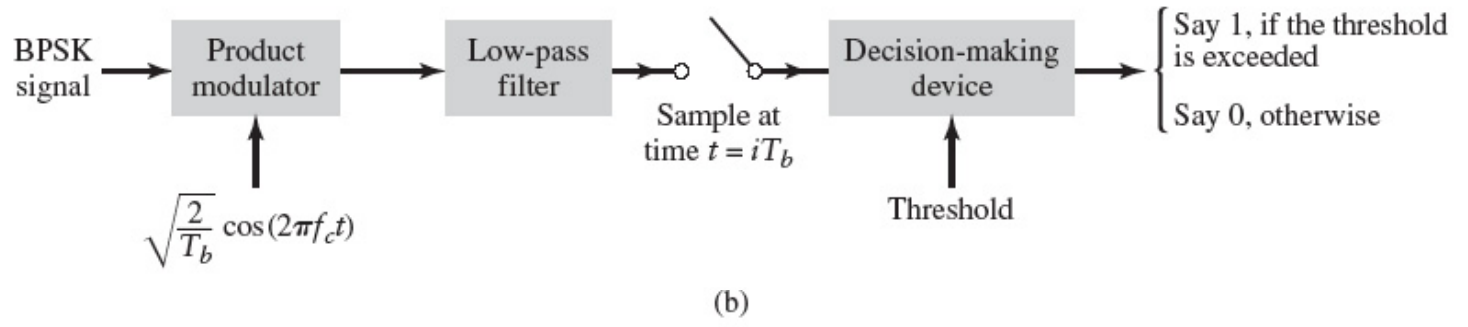 BPSK
signal
Product
modulator
Low-pass
filter
Sample at
time t = iT_b
Decision-making
device
Say 1, if the threshold
is exceeded
Say 0, otherwise
√(2/T_b) cos(2πf_ct)
Threshold
(b)